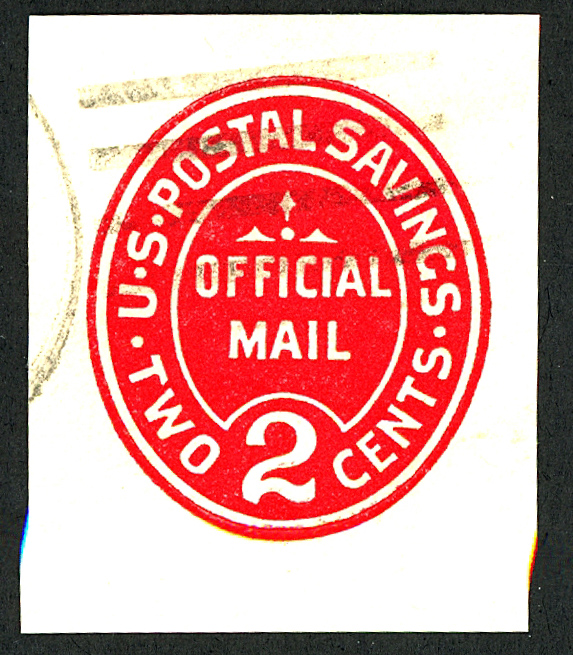 U.S. POSTAL SAVINGS.
OFFICIAL
MAIL
· TWO
2
CENTS ·